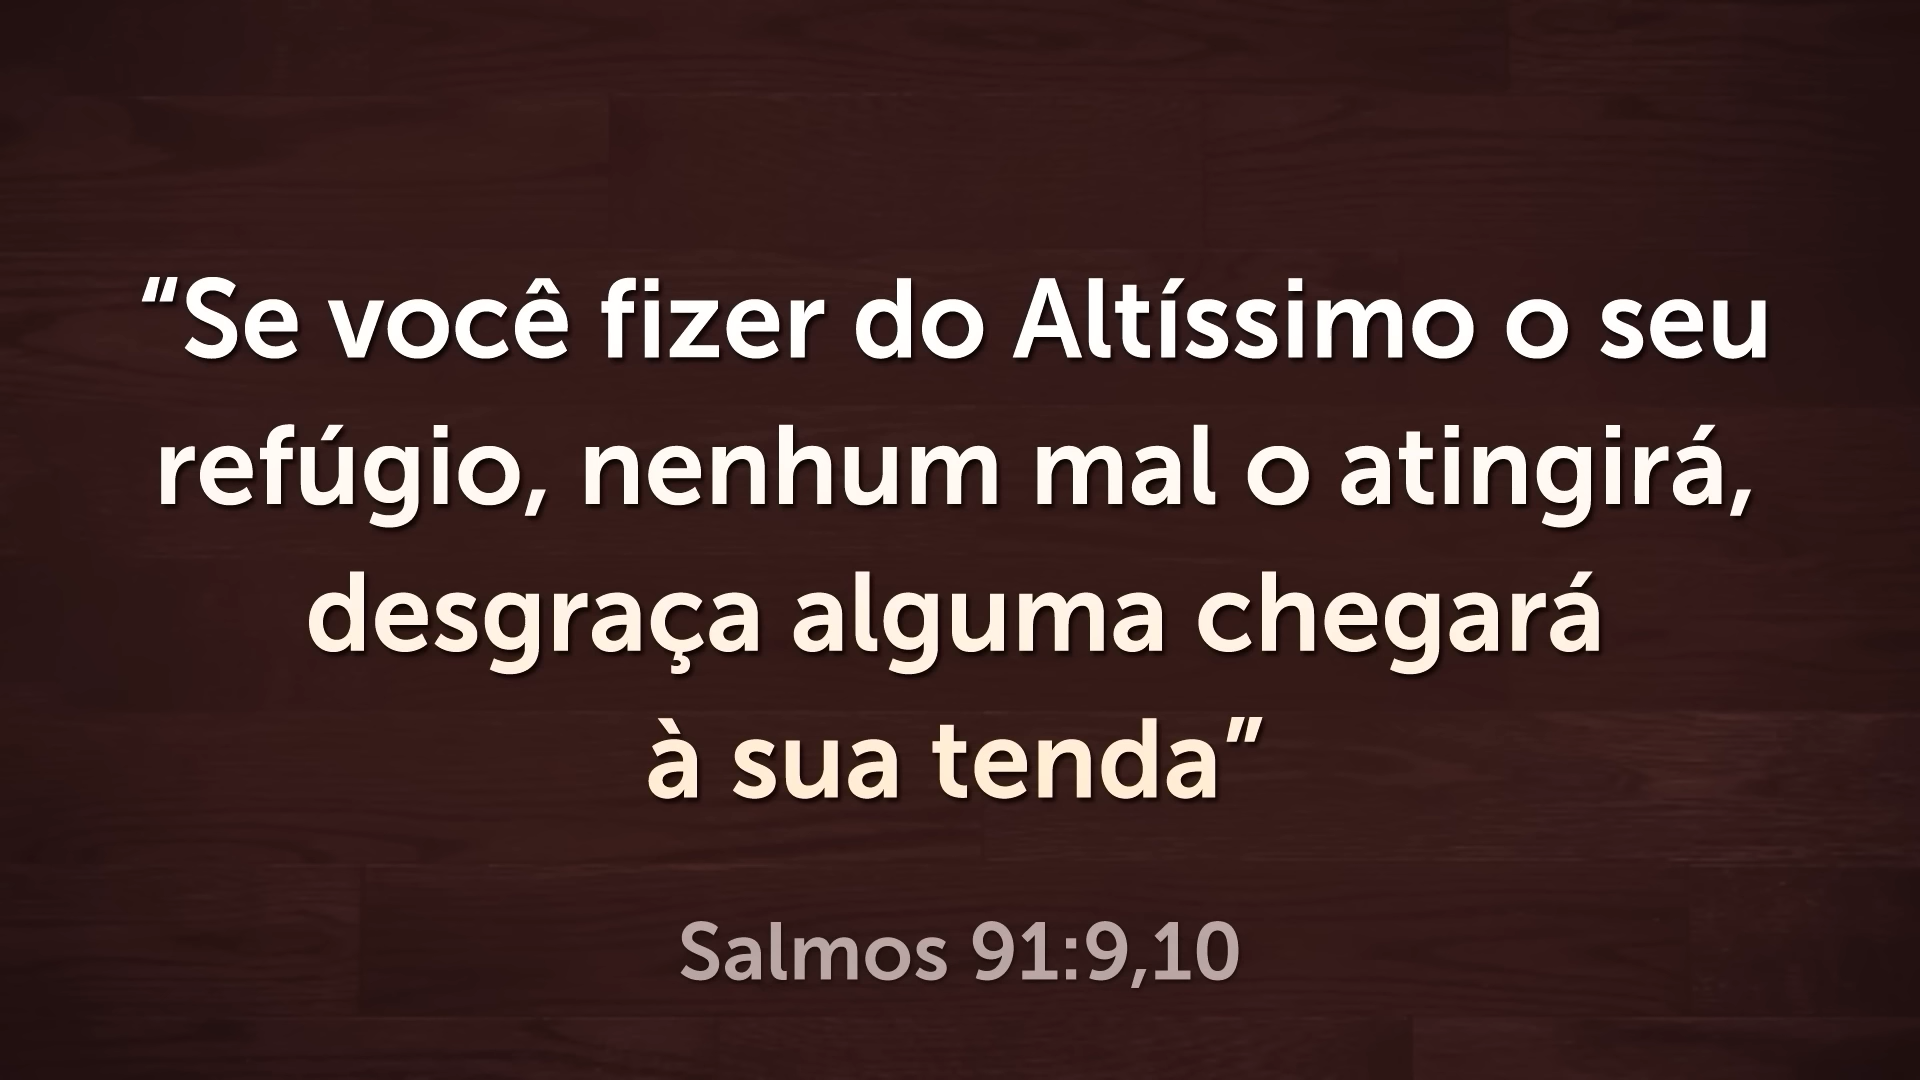 “Se você fizer do Altíssimo o seu
refúgio, nenhum mal o atingirá,
desgraça alguma chegará
à sua tenda”
Salmos 91:9,10